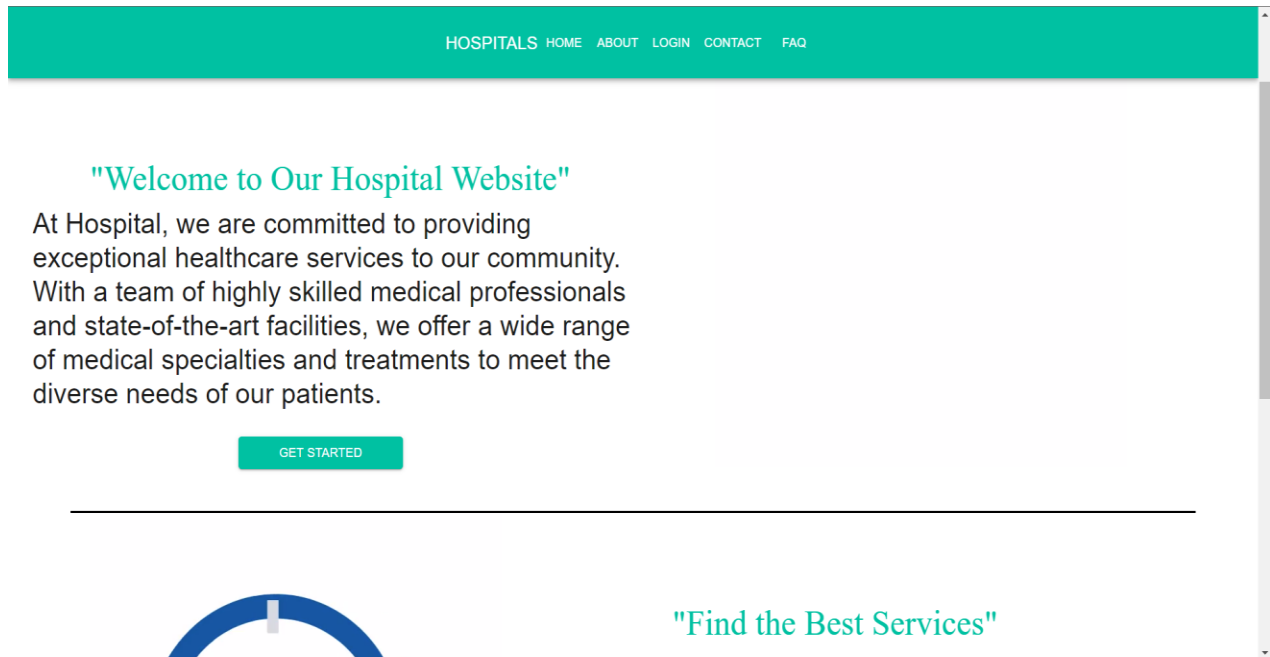 HOSPITALS HOME ABOUT LOGIN CONTACT FAQ
"Welcome to Our Hospital Website"
At Hospital, we are committed to providing
exceptional healthcare services to our community.
With a team of highly skilled medical professionals
and state-of-the-art facilities, we offer a wide range
of medical specialties and treatments to meet the
diverse needs of our patients.
GET STARTED
"Find the Best Services"